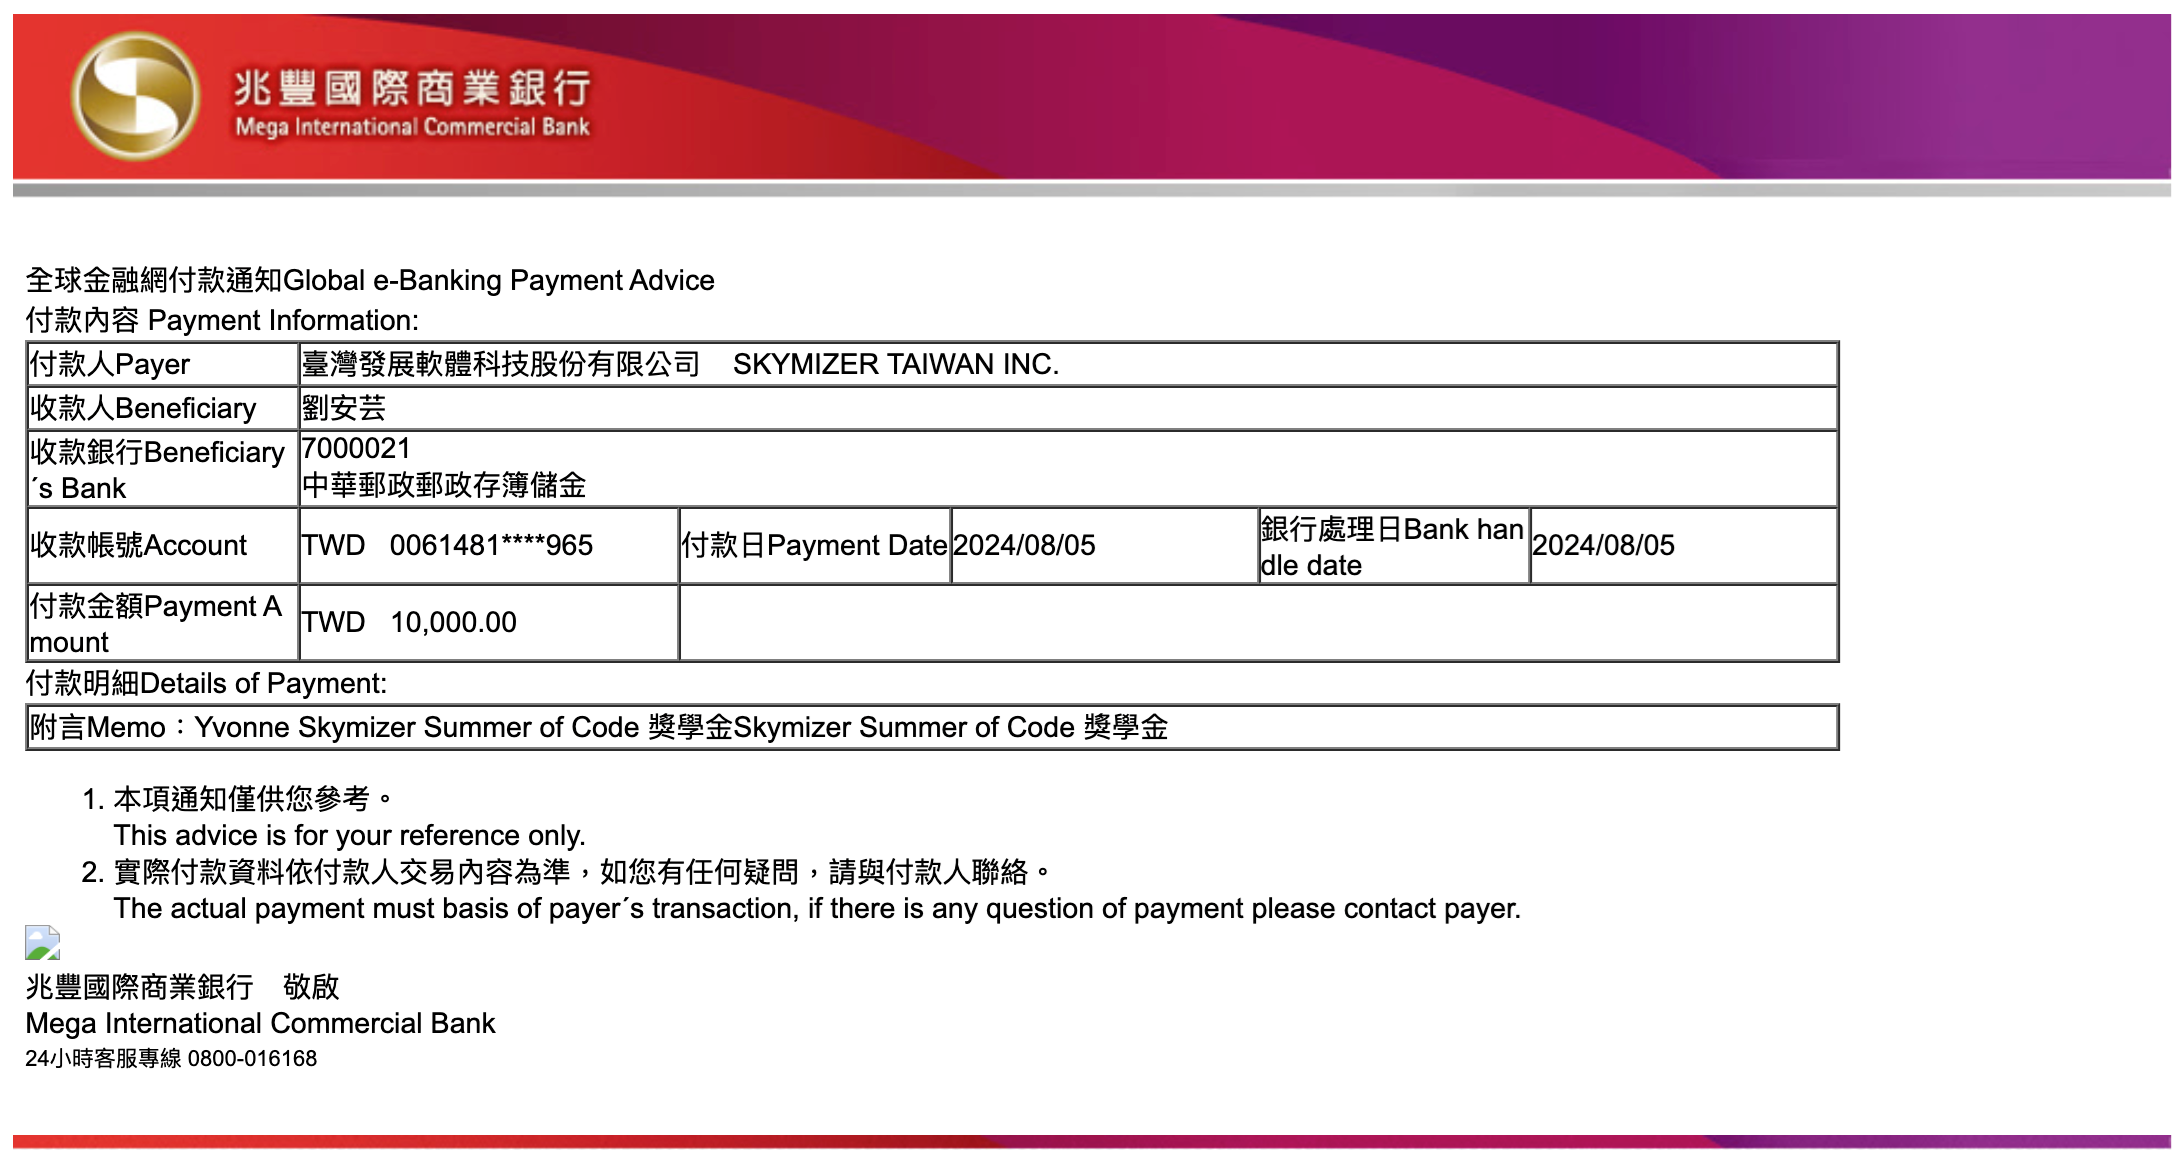 兆豐國際商業銀行
Mega International Commercial Bank
全球金融網付款通知Global e-Banking Payment Advice
付款內容 Payment Information:
付款人Payer 臺灣發展軟體科技股份有限公司　SKYMIZER TAIWAN INC.
收款人Beneficiary 劉安芸
收款銀行Beneficiary
´s Bank
7000021
中華郵政郵政存簿儲金
收款帳號Account TWD 0061481****965 付款日Payment Date 2024/08/05
銀行處理日Bank han
dle date
2024/08/05
付款金額Payment A
mount
TWD 10,000.00
付款明細Details of Payment:
附言Memo：Yvonne Skymizer Summer of Code 獎學金Skymizer Summer of Code 獎學金
1. 本項通知僅供您參考。
This advice is for your reference only.
2. 實際付款資料依付款人交易內容為準，如您有任何疑問，請與付款人聯絡。
The actual payment must basis of payer´s transaction, if there is any question of payment please contact payer.
兆豐國際商業銀行　敬啟
Mega International Commercial Bank
24小時客服專線 0800-016168